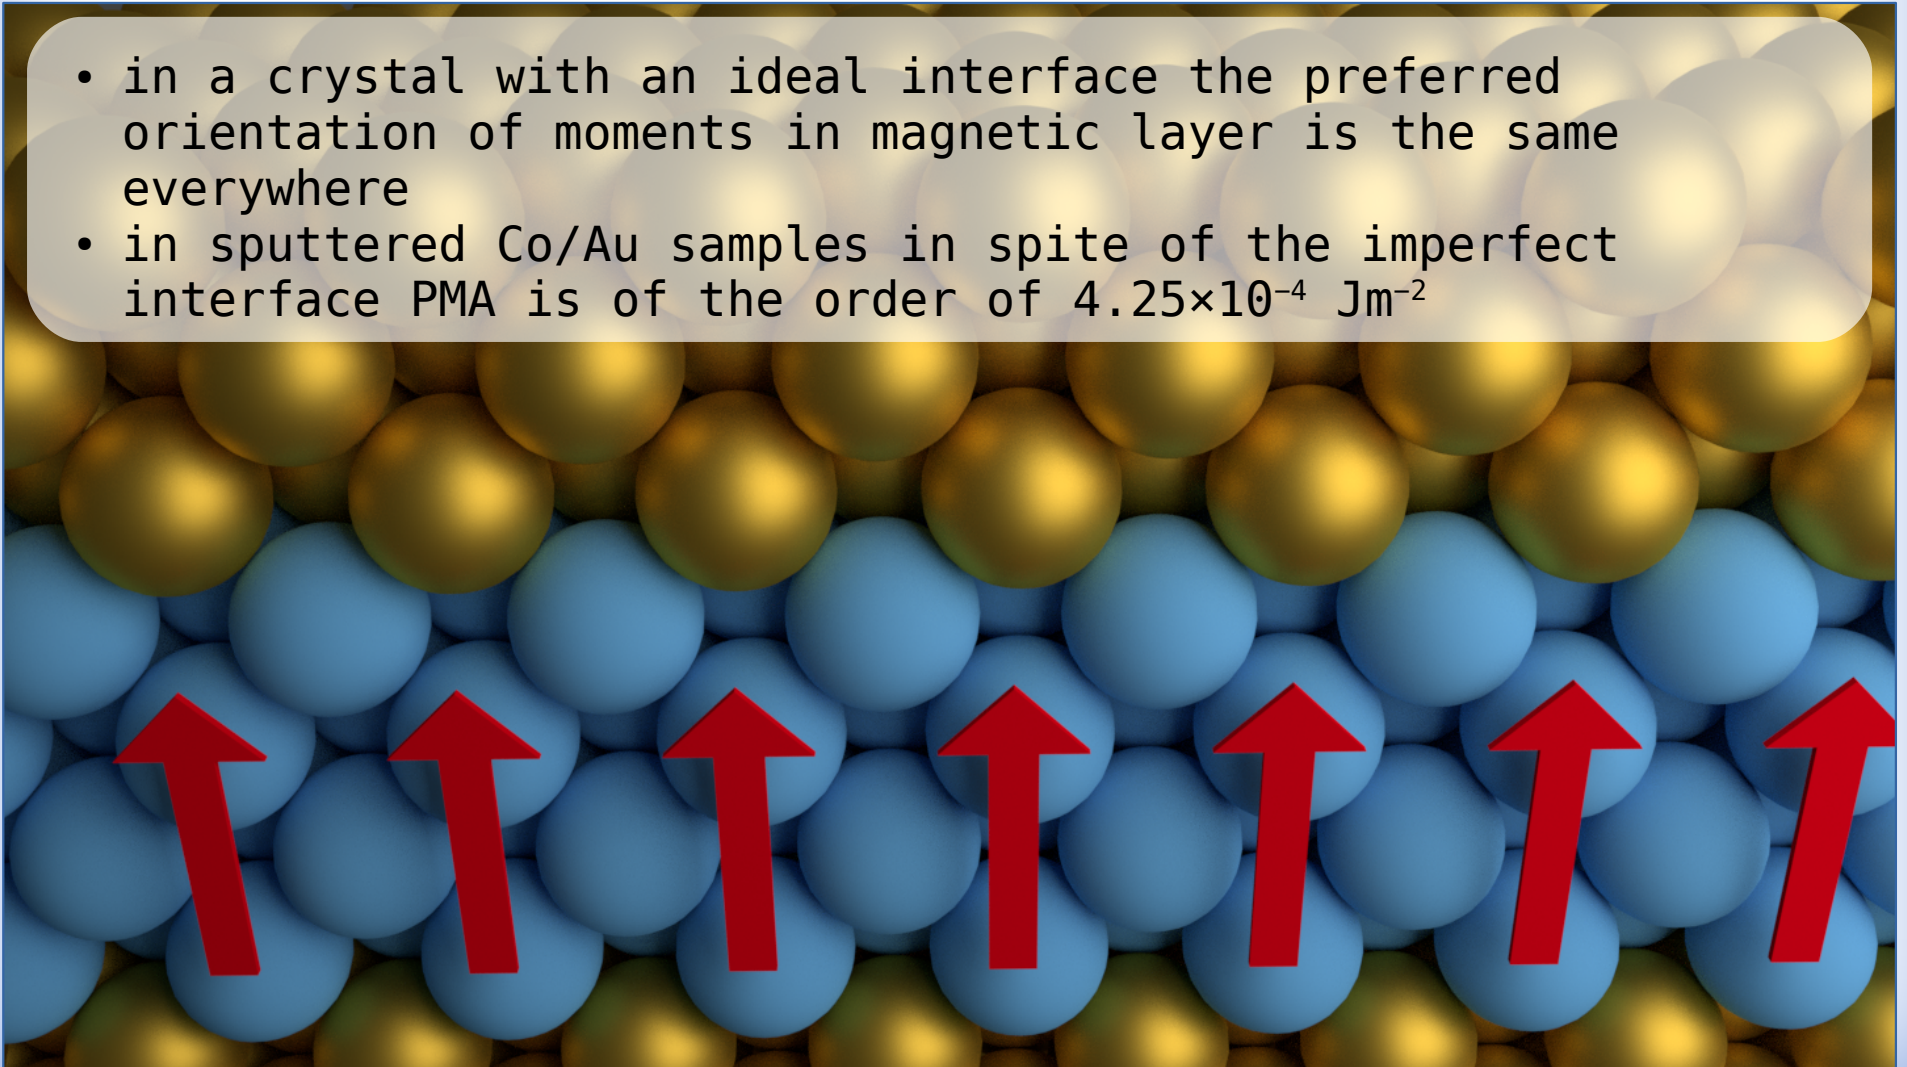 • in a crystal with an ideal interface the preferred
orientation of moments in magnetic layer is the same
everywhere
• in sputtered Co/Au samples in spite of the imperfect
interface PMA is of the order of 4.25×10⁻⁴ Jm⁻²